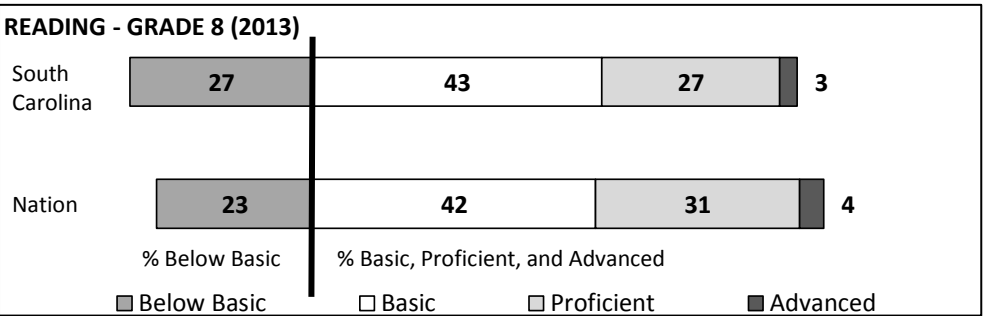 READING - GRADE 8 (2013)
South
Carolina
27 43 27 3
Nation 23 42 31 4
% Below Basic % Basic, Proficient, and Advanced
Below Basic Basic Proficient Advanced